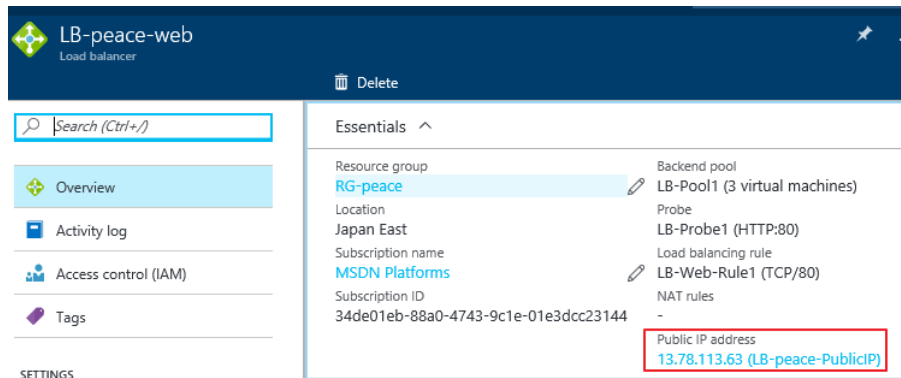 LB-peace-web
Load balancer
Delete
Search (Ctrl+/)
Overview
Activity log
Access control (IAM)
Tags
SETTINGS
Essentials
Resource group
RG-peace
Location
Japan East
Subscription name
MSDN Platforms
Subscription ID
34de01eb-88a0-4743-9c1e-01e3dcc23144
Backend pool
LB-Pool1 (3 virtual machines)
Probe
LB-Probe1 (HTTP:80)
Load balancing rule
LB-Web-Rule1 (TCP/80)
NAT rules
-
Public IP address
13.78.113.63 (LB-peace-PublicIP)